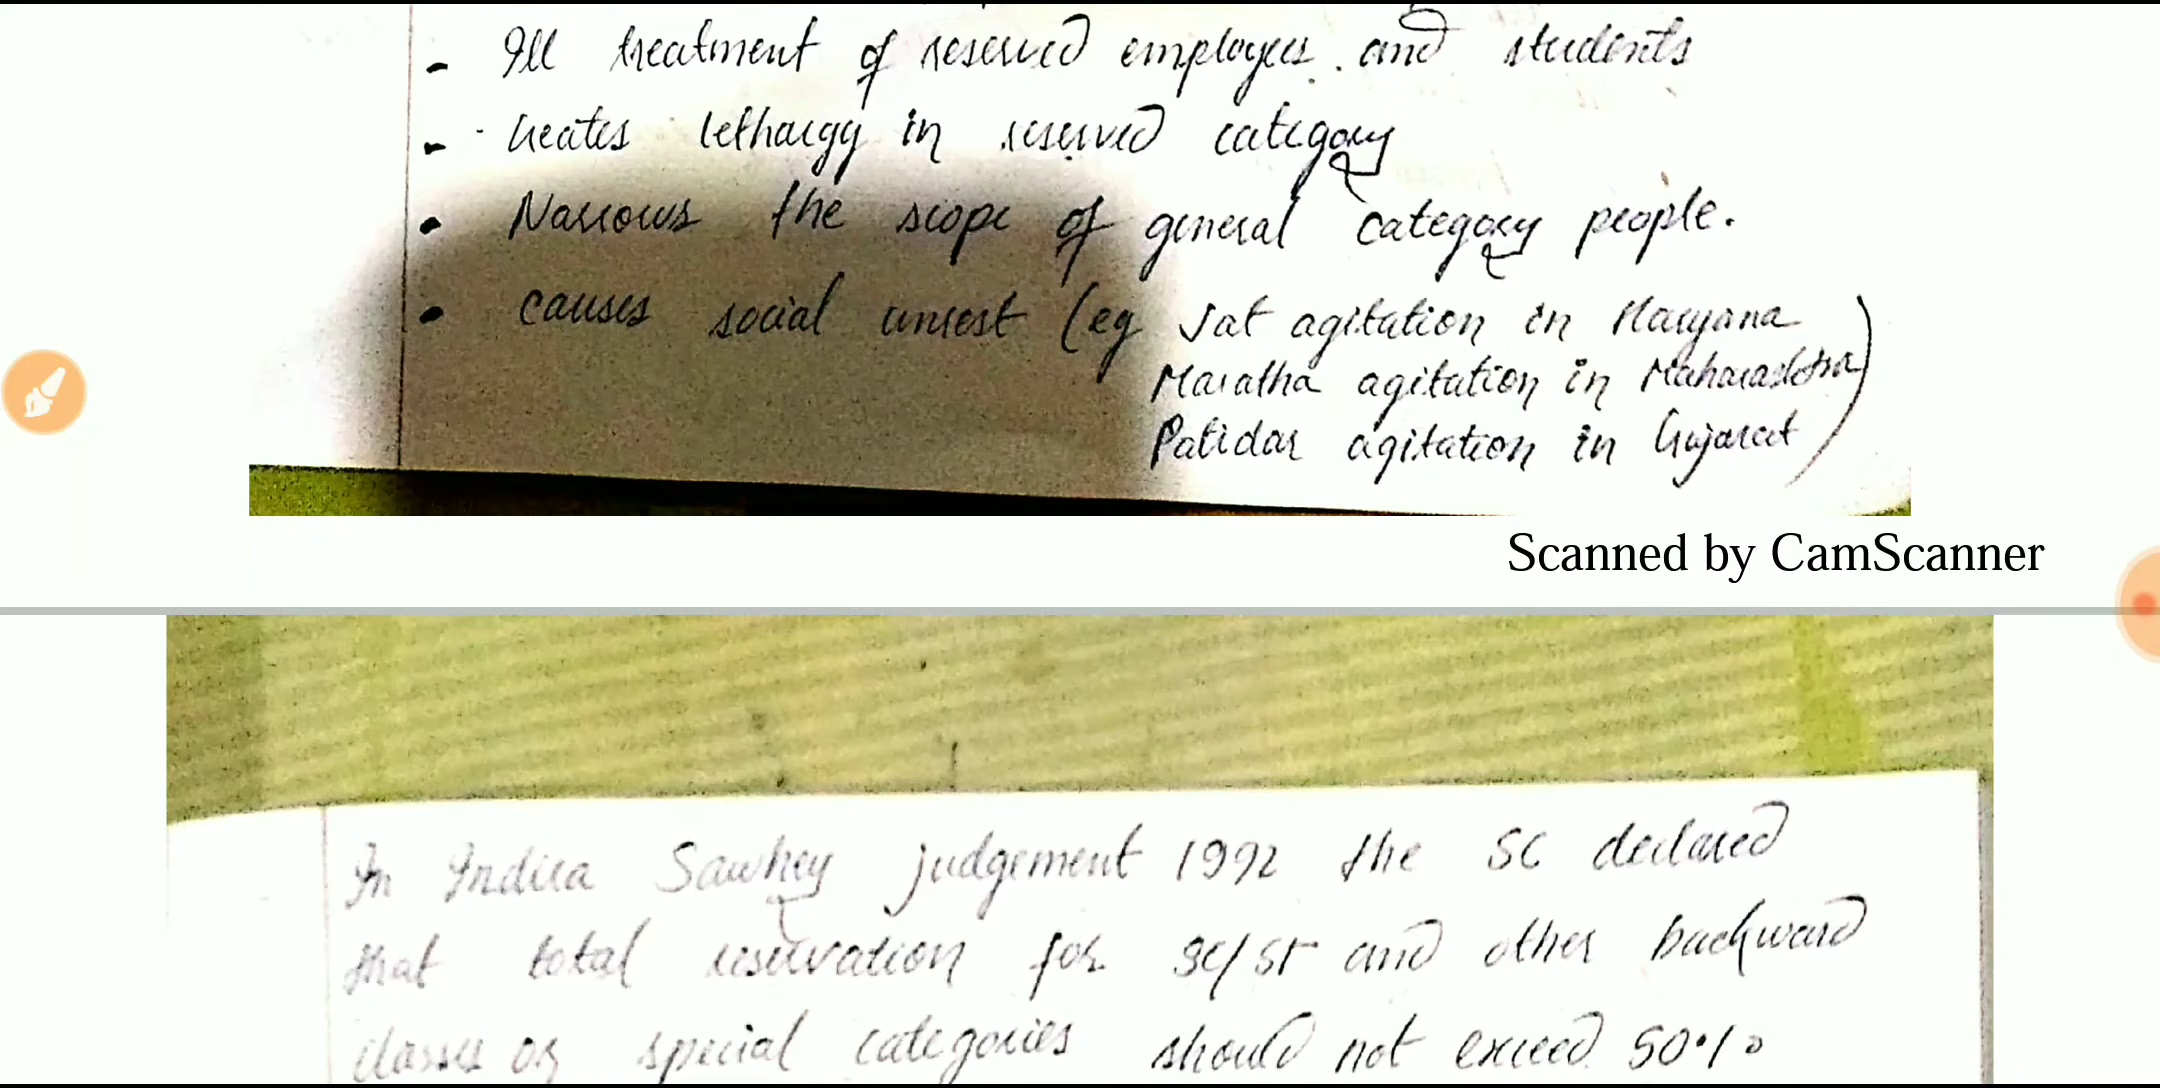 - Ill treatment of reserved employees and students
- Creates lethargy in reserved category
• Narrows the scope of general category people.
• causes social unrest (eg Jat agitation in Haryana
Maratha agitation in Maharashtra
Patidar agitation in Gujarat)
Scanned by CamScanner
In Indira Sawhey judgement 1992 the SC declared
that total reservation for SC/ST and other backward
classes or special categories should not exceed 50%